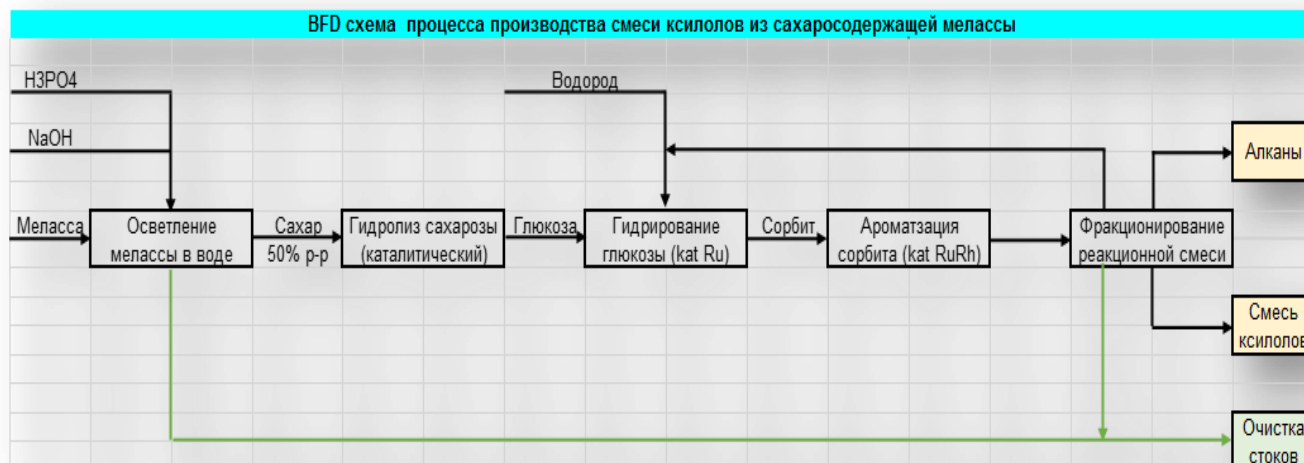 BFD схема процесса производства смеси ксилолов из сахаросодержащей мелассы
H3PO4
Водород
NaOH
Алканы
Меласса
Осветление
мелассы в воде
Сахар
50% р-р
Гидролиз сахарозы
(каталитический)
Глюкоза
Гидрирование
глюкозы (kat Ru)
Сорбит
Ароматзация
сорбита (kat RuRh)
Фракционирование
реакционной смеси
Смесь
ксилолов
Очистка
стоков